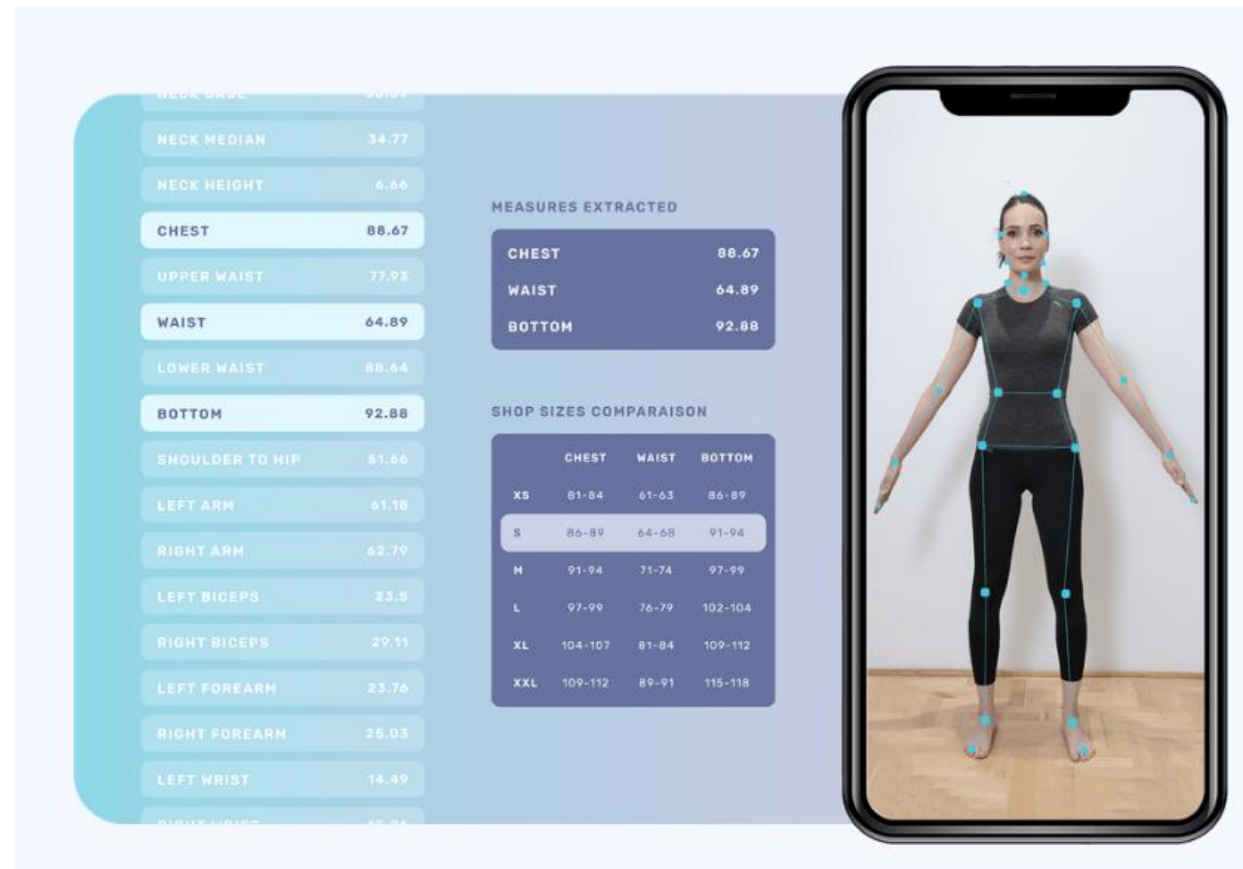 NECK BASE
NECK MEDIAN 34.77
NECK HEIGHT 6.66
CHEST 88.67
UPPER WAIST 77.93
WAIST 64.89
LOWER WAIST 88.64
BOTTOM 92.88
SHOULDER TO HIP 51.66
LEFT ARM 61.18
RIGHT ARM 62.79
LEFT BICEPS 23.5
RIGHT BICEPS 29.11
LEFT FOREARM 23.76
RIGHT FOREARM 25.03
LEFT WRIST 14.49
RIGHT WRIST
MEASURES EXTRACTED
CHEST 88.67
WAIST 64.89
BOTTOM 92.88
SHOP SIZES COMPARAISON
CHEST WAIST BOTTOM
XS 81-84 61-63 86-89
S 86-89 64-68 91-94
M 91-94 71-74 97-99
L 97-99 76-79 102-104
XL 104-107 81-84 109-112
XXL 109-112 89-91 115-118